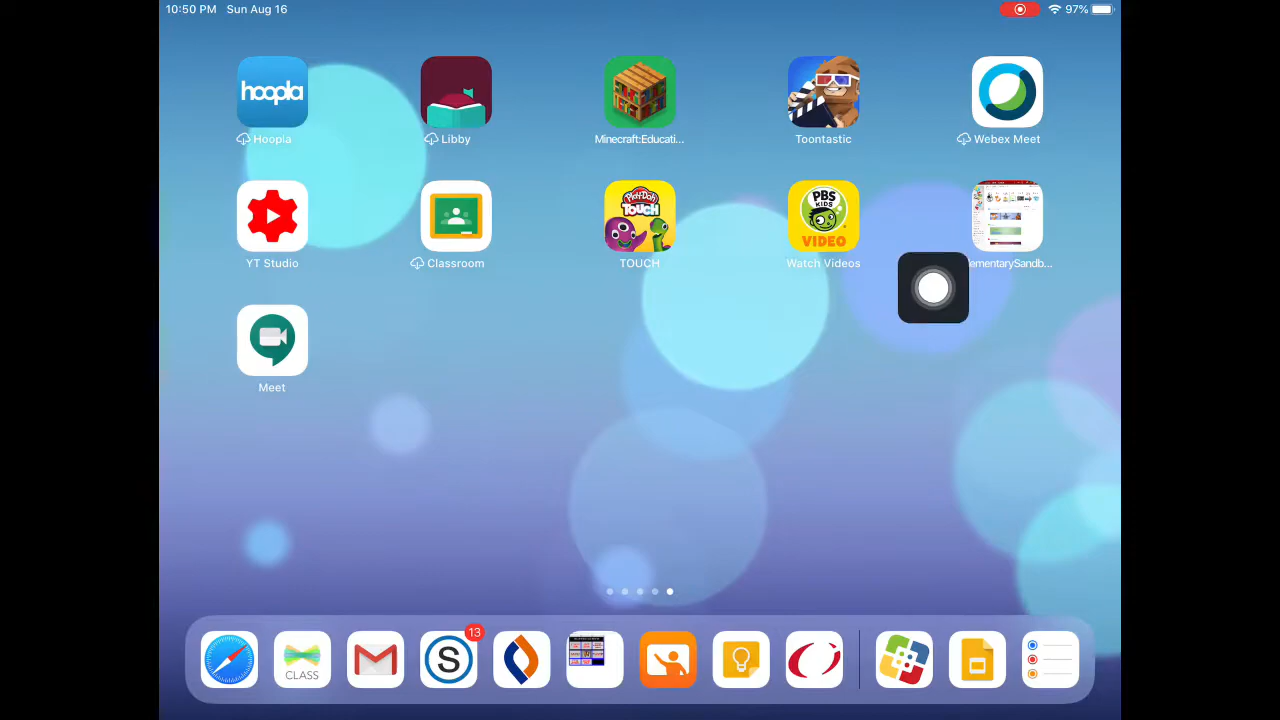 10:50 PM Sun Aug 16
97%
hoopla
Hoopla
Libby
Minecraft:Educati...
Toontastic
Webex Meet
YT Studio
Classroom
PLAY-DOH
TOUCH
TOUCH
PBS
KIDS
VIDEO
Watch Videos
ementarySandb...
Meet
CLASS
S
13